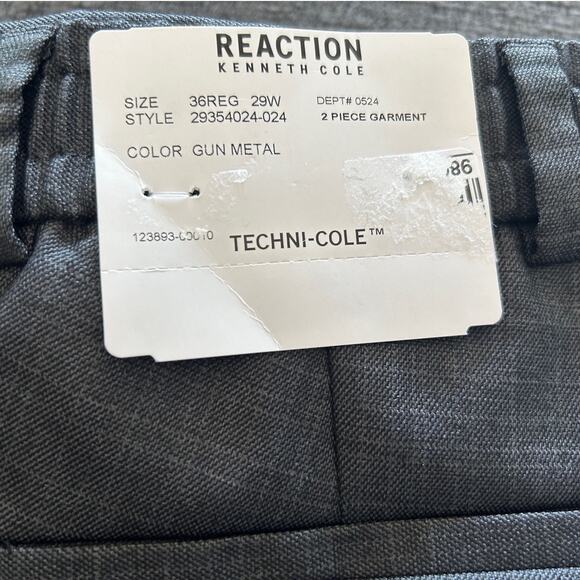 REACTION
KENNETH COLE
SIZE 36REG 29W DEPT# 0524
STYLE 29354024-024 2 PIECE GARMENT
COLOR GUN METAL
86
TECHNI-COLE™